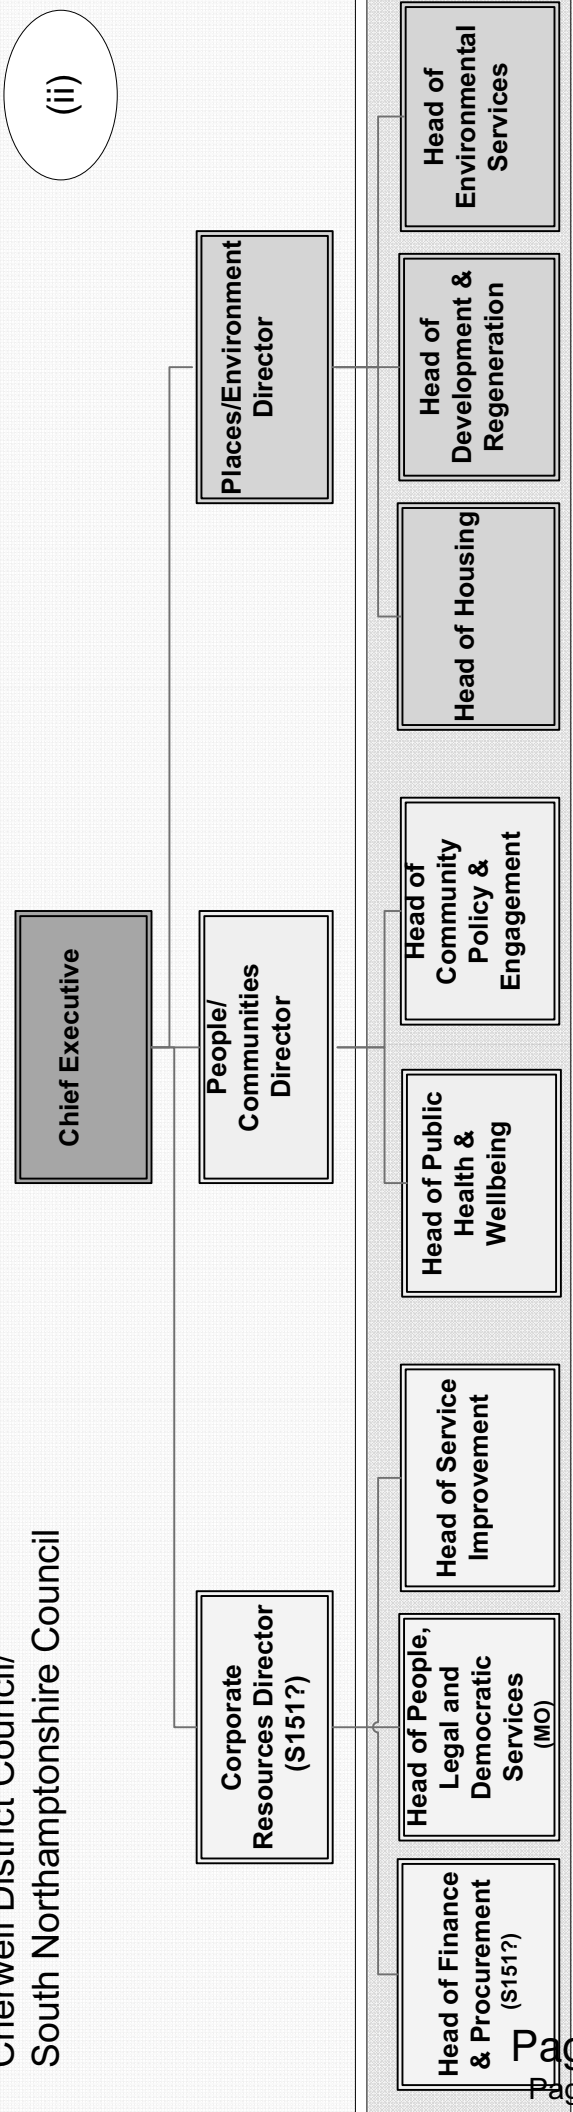 Cherwell District Council/
South Northamptonshire Council
(ii)
Chief Executive
Corporate
Resources Director
(S151?)
People/
Communities
Director
Places/Environment
Director
Head of Finance
& Procurement
(S151?)
Head of People,
Legal and
Democratic
Services
(MO)
Head of Service
Improvement
Head of Public
Health &
Wellbeing
Head of
Community
Policy &
Engagement
Head of Housing
Head of
Development &
Regeneration
Head of
Environmental
Services